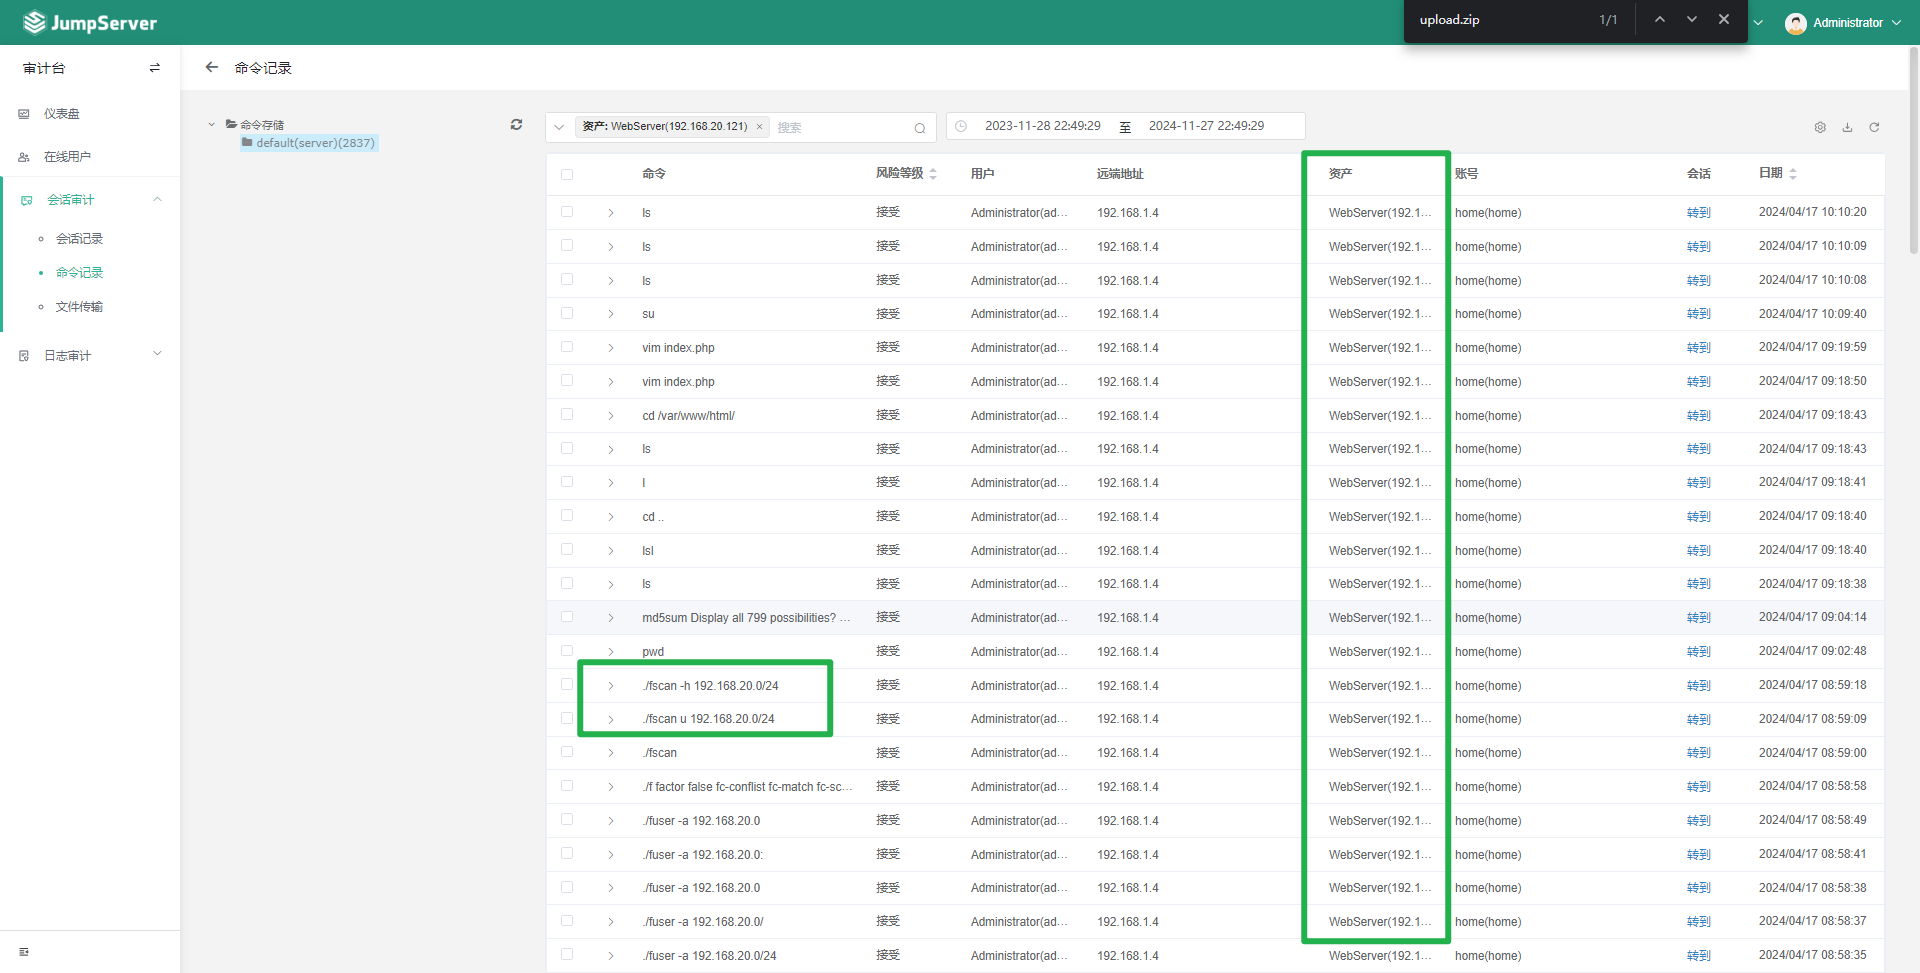 JumpServer
upload.zip 1/1
Administrator
审计台
命令记录
仪表盘
在线用户
会话审计
会话记录
命令记录
文件传输
日志审计
命令存储
default(server)(2837)
资产: WebServer(192.168.20.121) × 搜索
2023-11-28 22:49:29 至 2024-11-27 22:49:29
命令 风险等级 用户 远端地址 资产 账号 会话 日期
ls 接受 Administrator(ad... 192.168.1.4 WebServer(192.1... home(home) 转到 2024/04/17 10:10:20
ls 接受 Administrator(ad... 192.168.1.4 WebServer(192.1... home(home) 转到 2024/04/17 10:10:09
ls 接受 Administrator(ad... 192.168.1.4 WebServer(192.1... home(home) 转到 2024/04/17 10:10:08
su 接受 Administrator(ad... 192.168.1.4 WebServer(192.1... home(home) 转到 2024/04/17 10:09:40
vim index.php 接受 Administrator(ad... 192.168.1.4 WebServer(192.1... home(home) 转到 2024/04/17 09:19:59
vim index.php 接受 Administrator(ad... 192.168.1.4 WebServer(192.1... home(home) 转到 2024/04/17 09:18:50
cd /var/www/html/ 接受 Administrator(ad... 192.168.1.4 WebServer(192.1... home(home) 转到 2024/04/17 09:18:43
ls 接受 Administrator(ad... 192.168.1.4 WebServer(192.1... home(home) 转到 2024/04/17 09:18:43
l 接受 Administrator(ad... 192.168.1.4 WebServer(192.1... home(home) 转到 2024/04/17 09:18:41
cd .. 接受 Administrator(ad... 192.168.1.4 WebServer(192.1... home(home) 转到 2024/04/17 09:18:40
lsl 接受 Administrator(ad... 192.168.1.4 WebServer(192.1... home(home) 转到 2024/04/17 09:18:40
ls 接受 Administrator(ad... 192.168.1.4 WebServer(192.1... home(home) 转到 2024/04/17 09:18:38
md5sum Display all 799 possibilities? ... 接受 Administrator(ad... 192.168.1.4 WebServer(192.1... home(home) 转到 2024/04/17 09:04:14
pwd 接受 Administrator(ad... 192.168.1.4 WebServer(192.1... home(home) 转到 2024/04/17 09:02:48
./fscan -h 192.168.20.0/24 接受 Administrator(ad... 192.168.1.4 WebServer(192.1... home(home) 转到 2024/04/17 08:59:18
./fscan u 192.168.20.0/24 接受 Administrator(ad... 192.168.1.4 WebServer(192.1... home(home) 转到 2024/04/17 08:59:09
./fscan 接受 Administrator(ad... 192.168.1.4 WebServer(192.1... home(home) 转到 2024/04/17 08:59:00
./f factor false fc-conflist fc-match fc-sc... 接受 Administrator(ad... 192.168.1.4 WebServer(192.1... home(home) 转到 2024/04/17 08:58:58
./fuser -a 192.168.20.0 接受 Administrator(ad... 192.168.1.4 WebServer(192.1... home(home) 转到 2024/04/17 08:58:49
./fuser -a 192.168.20.0: 接受 Administrator(ad... 192.168.1.4 WebServer(192.1... home(home) 转到 2024/04/17 08:58:41
./fuser -a 192.168.20.0 接受 Administrator(ad... 192.168.1.4 WebServer(192.1... home(home) 转到 2024/04/17 08:58:38
./fuser -a 192.168.20.0/ 接受 Administrator(ad... 192.168.1.4 WebServer(192.1... home(home) 转到 2024/04/17 08:58:37
./fuser -a 192.168.20.0/24 接受 Administrator(ad... 192.168.1.4 WebServer(192.1... home(home) 转到 2024/04/17 08:58:35